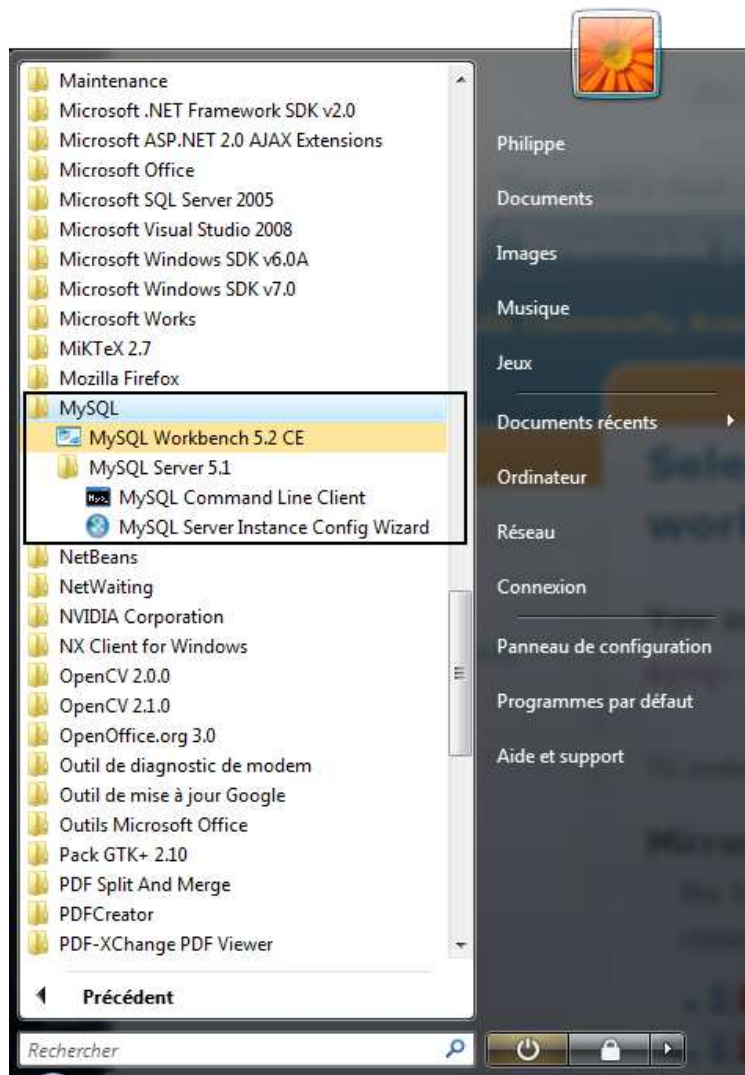 Maintenance
Microsoft .NET Framework SDK v2.0
Microsoft ASP.NET 2.0 AJAX Extensions
Microsoft Office
Microsoft SQL Server 2005
Microsoft Visual Studio 2008
Microsoft Windows SDK v6.0A
Microsoft Windows SDK v7.0
Microsoft Works
MiKTeX 2.7
Mozilla Firefox
MySQL
MySQL Workbench 5.2 CE
MySQL Server 5.1
MySQL Command Line Client
MySQL Server Instance Config Wizard
NetBeans
NetWaiting
NVIDIA Corporation
NX Client for Windows
OpenCV 2.0.0
OpenCV 2.1.0
OpenOffice.org 3.0
Outil de diagnostic de modem
Outil de mise à jour Google
Outils Microsoft Office
Pack GTK+ 2.10
PDF Split And Merge
PDFCreator
PDF-XChange PDF Viewer
Précédent
Rechercher
Philippe
Documents
Images
Musique
Jeux
Documents récents
Ordinateur
Réseau
Connexion
Panneau de configuration
Programmes par défaut
Aide et support